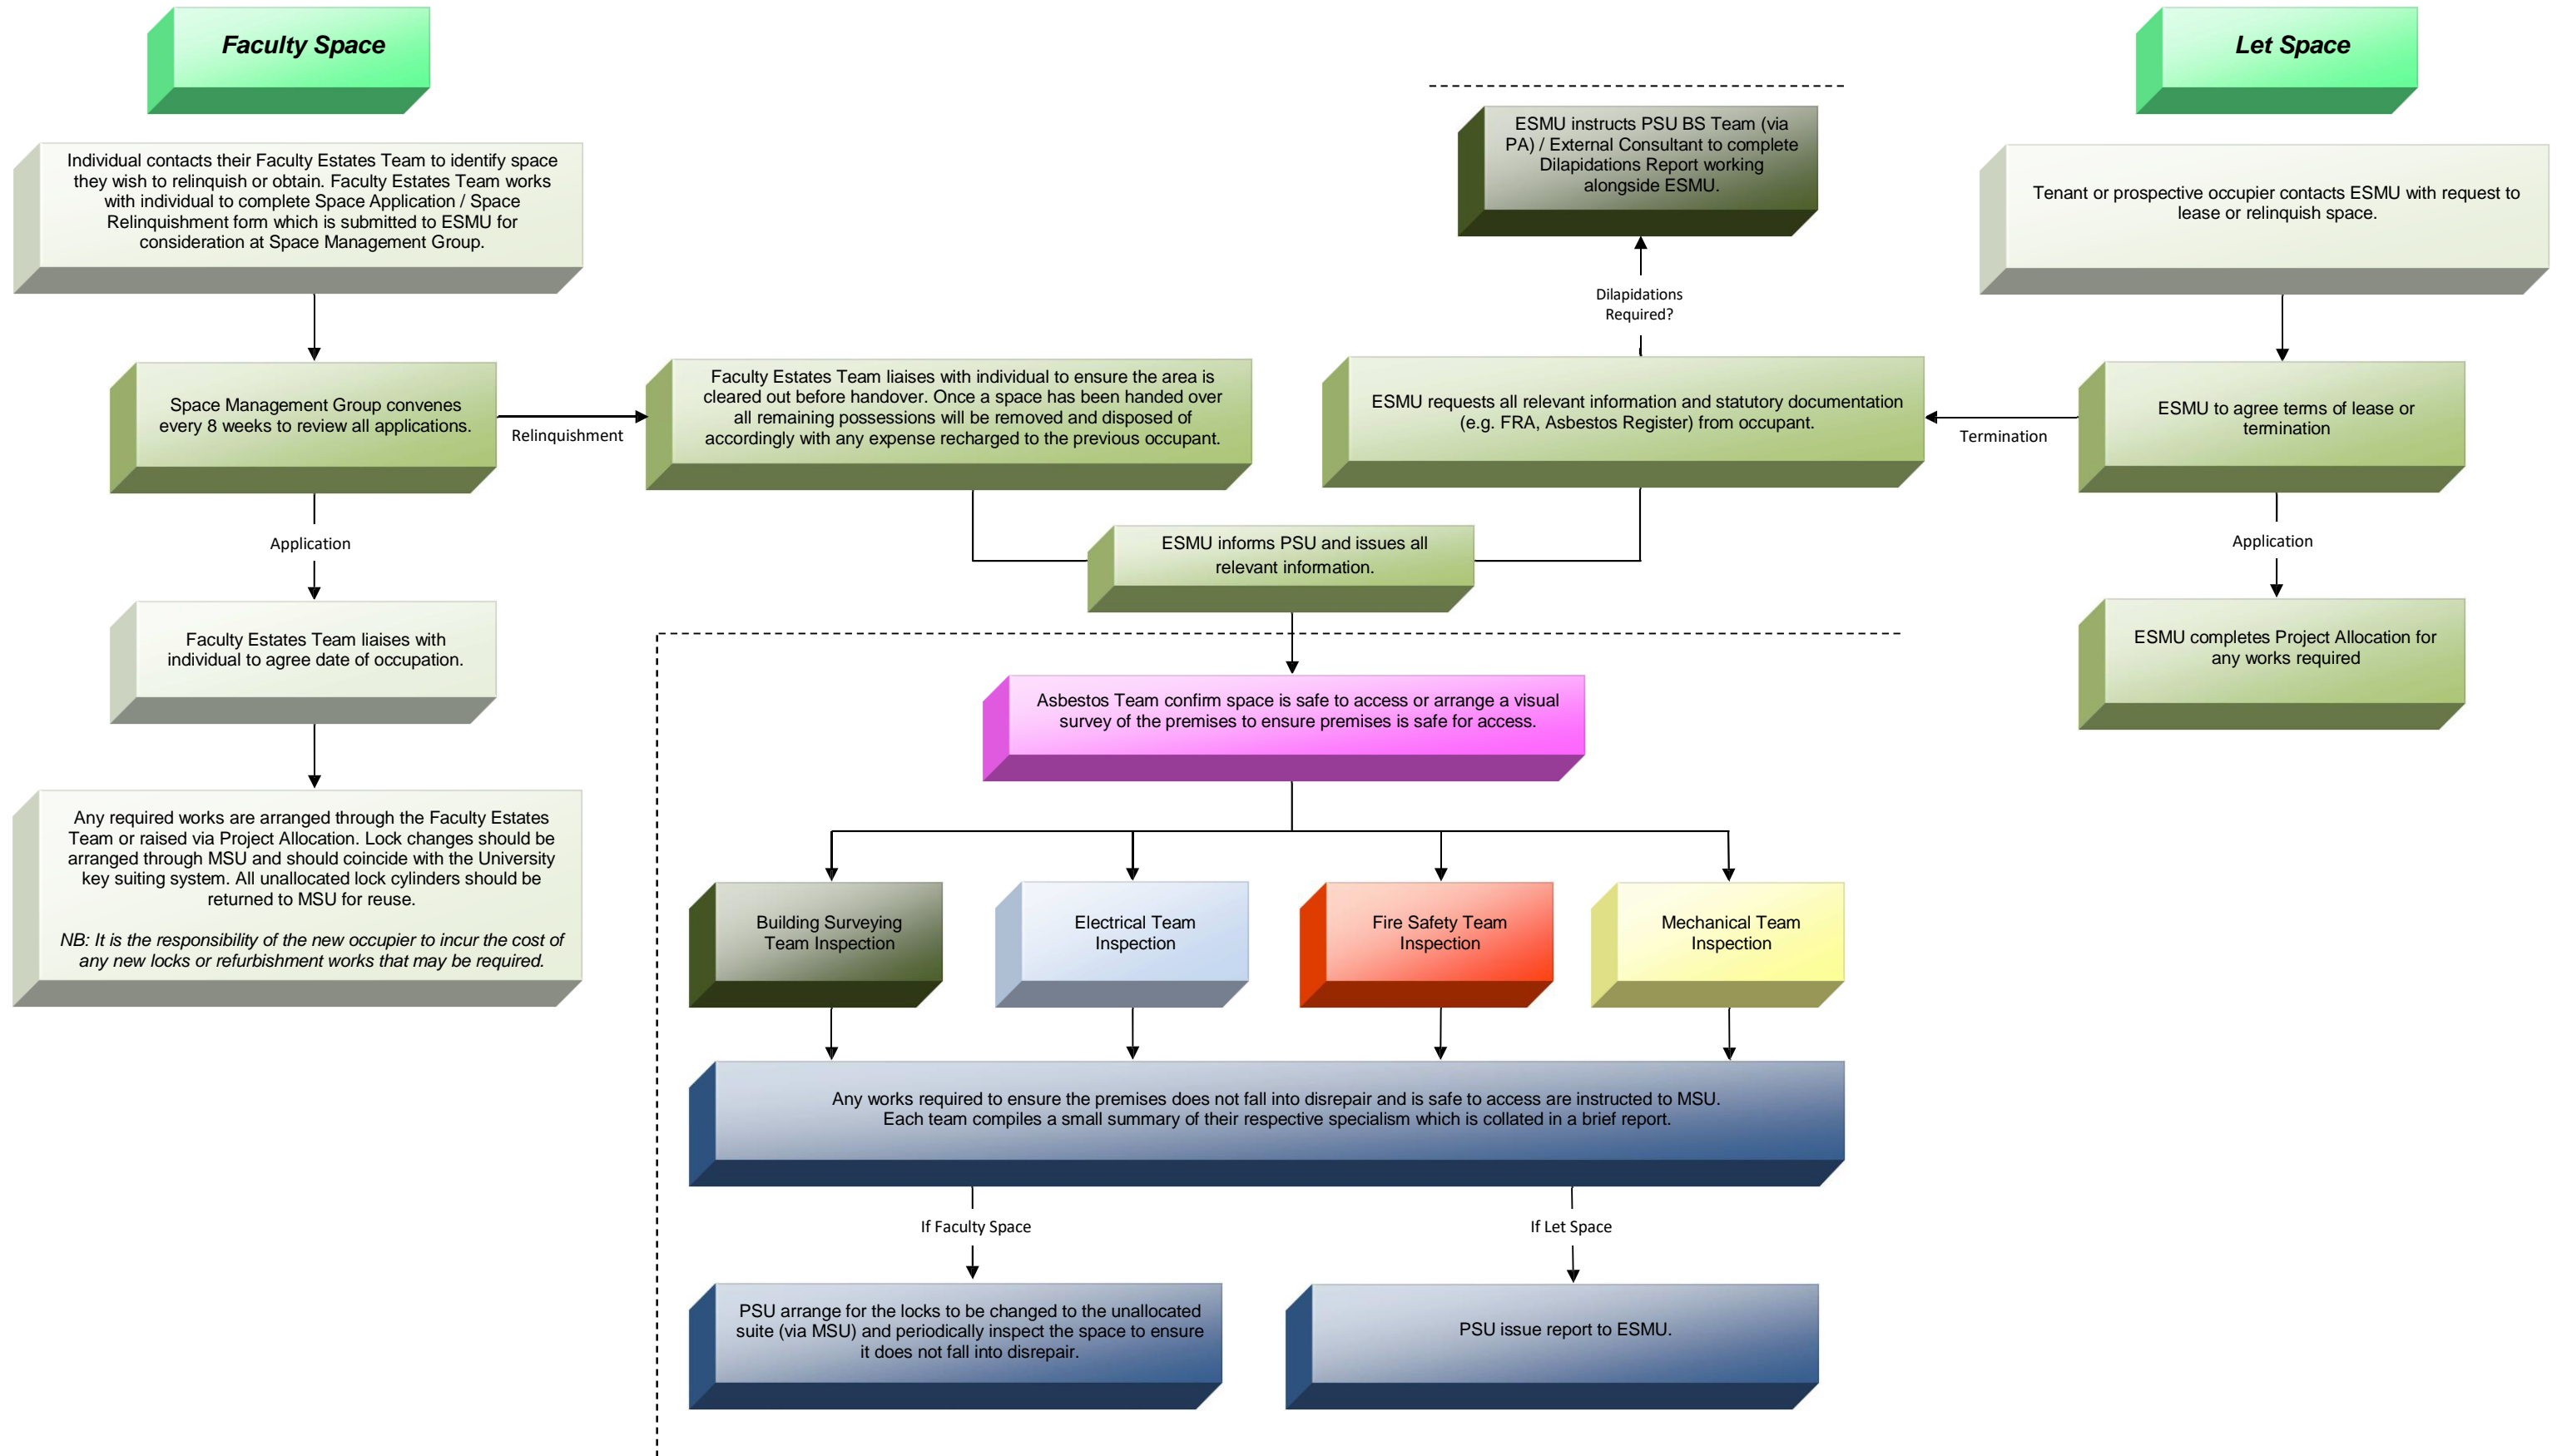 Faculty Space
Let Space
Individual contacts their Faculty Estates Team to identify space
they wish to relinquish or obtain. Faculty Estates Team works
with individual to complete Space Application / Space
Relinquishment form which is submitted to ESMU for
consideration at Space Management Group.
ESMU instructs PSU BS Team (via
PA) / External Consultant to complete
Dilapidations Report working
alongside ESMU.
Tenant or prospective occupier contacts ESMU with request to
lease or relinquish space.
Dilapidations
Required?
Space Management Group convenes
every 8 weeks to review all applications.
Relinquishment
Faculty Estates Team liaises with individual to ensure the area is
cleared out before handover. Once a space has been handed over
all remaining possessions will be removed and disposed of
accordingly with any expense recharged to the previous occupant.
ESMU requests all relevant information and statutory documentation
(e.g. FRA, Asbestos Register) from occupant.
Termination
ESMU to agree terms of lease or
termination
Application
ESMU informs PSU and issues all
relevant information.
Application
Faculty Estates Team liaises with
individual to agree date of occupation.
ESMU completes Project Allocation for
any works required
Asbestos Team confirm space is safe to access or arrange a visual
survey of the premises to ensure premises is safe for access.
Any required works are arranged through the Faculty Estates
Team or raised via Project Allocation. Lock changes should be
arranged through MSU and should coincide with the University
key suiting system. All unallocated lock cylinders should be
returned to MSU for reuse.
NB: It is the responsibility of the new occupier to incur the cost of
any new locks or refurbishment works that may be required.
Building Surveying
Team Inspection
Electrical Team
Inspection
Fire Safety Team
Inspection
Mechanical Team
Inspection
Any works required to ensure the premises does not fall into disrepair and is safe to access are instructed to MSU.
Each team compiles a small summary of their respective specialism which is collated in a brief report.
If Faculty Space
If Let Space
PSU arrange for the locks to be changed to the unallocated
suite (via MSU) and periodically inspect the space to ensure
it does not fall into disrepair.
PSU issue report to ESMU.